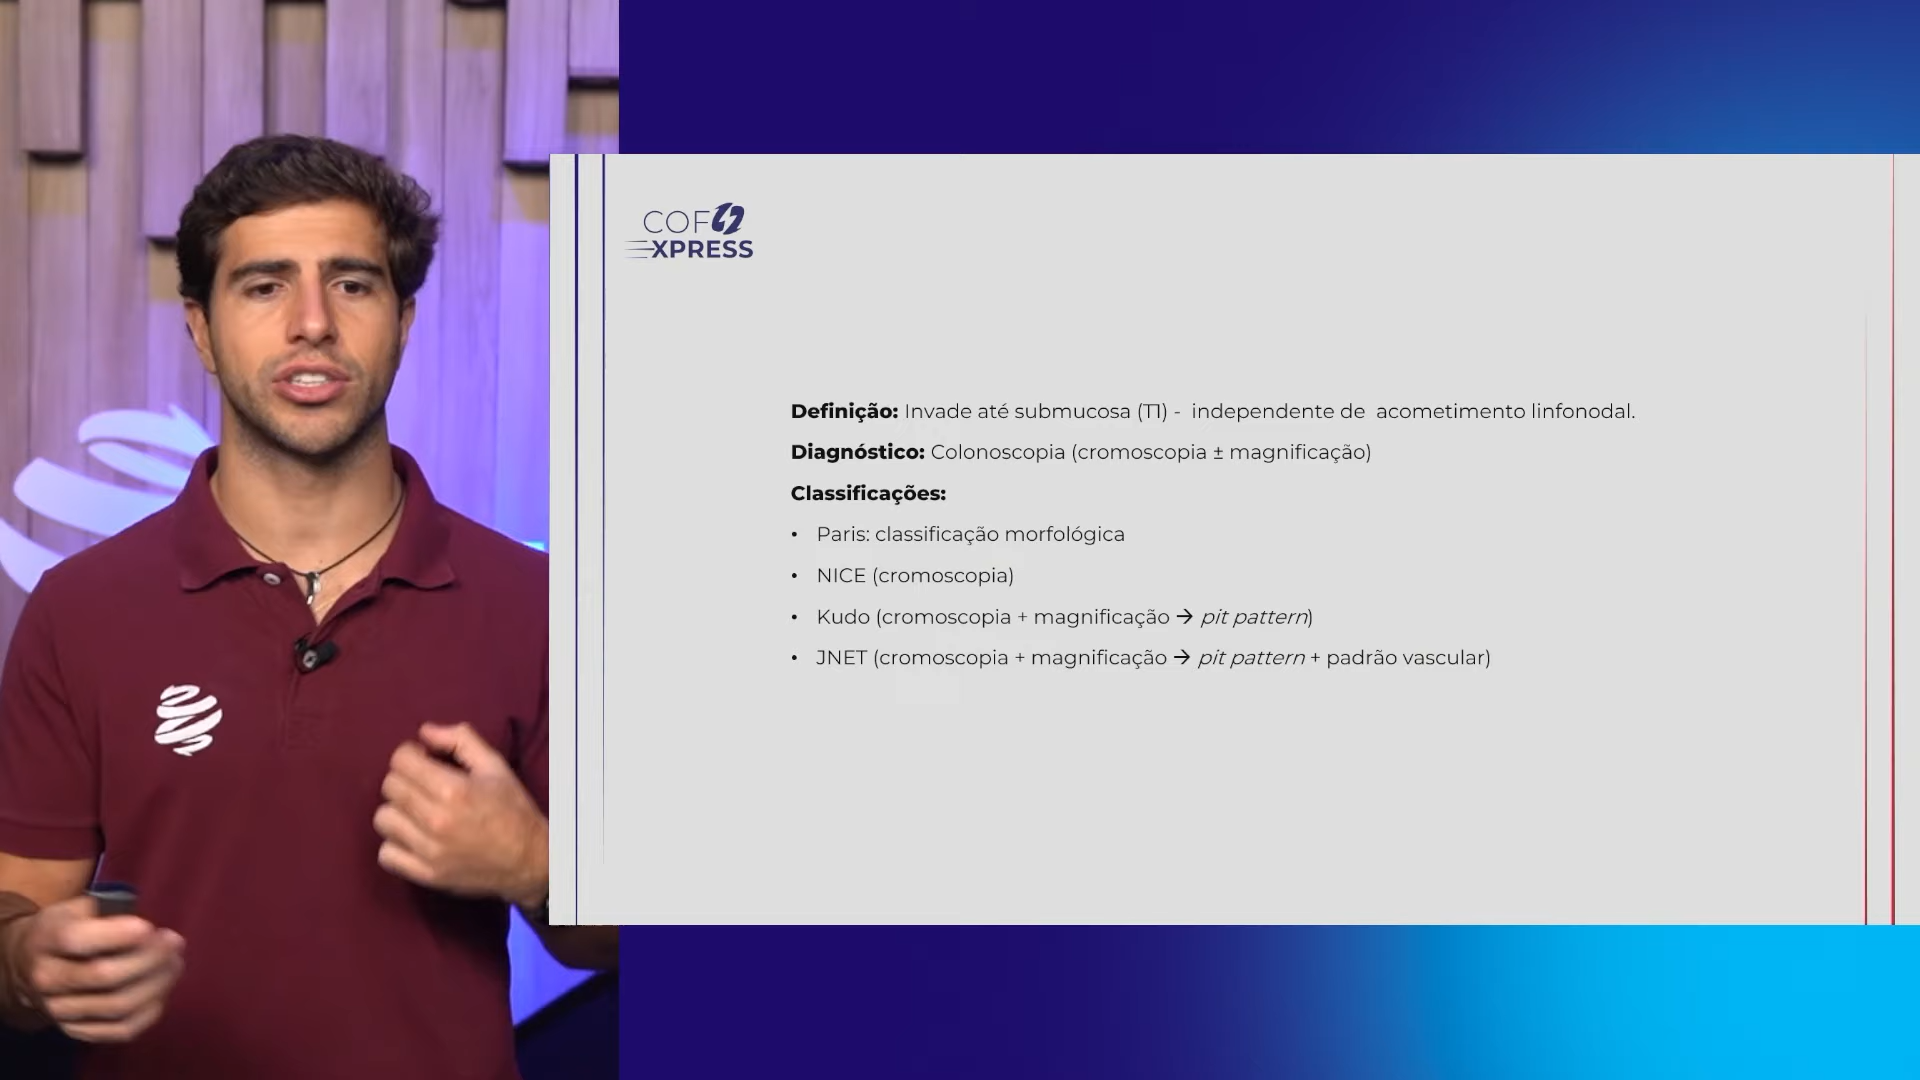 COF
XPRESS
Definição: Invade até submucosa (T1) - independente de acometimento linfonodal.
Diagnóstico: Colonoscopia (cromoscopia ± magnificação)
Classificações:
• Paris: classificação morfológica
• NICE (cromoscopia)
• Kudo (cromoscopia + magnificação → pit pattern)
• JNET (cromoscopia + magnificação → pit pattern + padrão vascular)